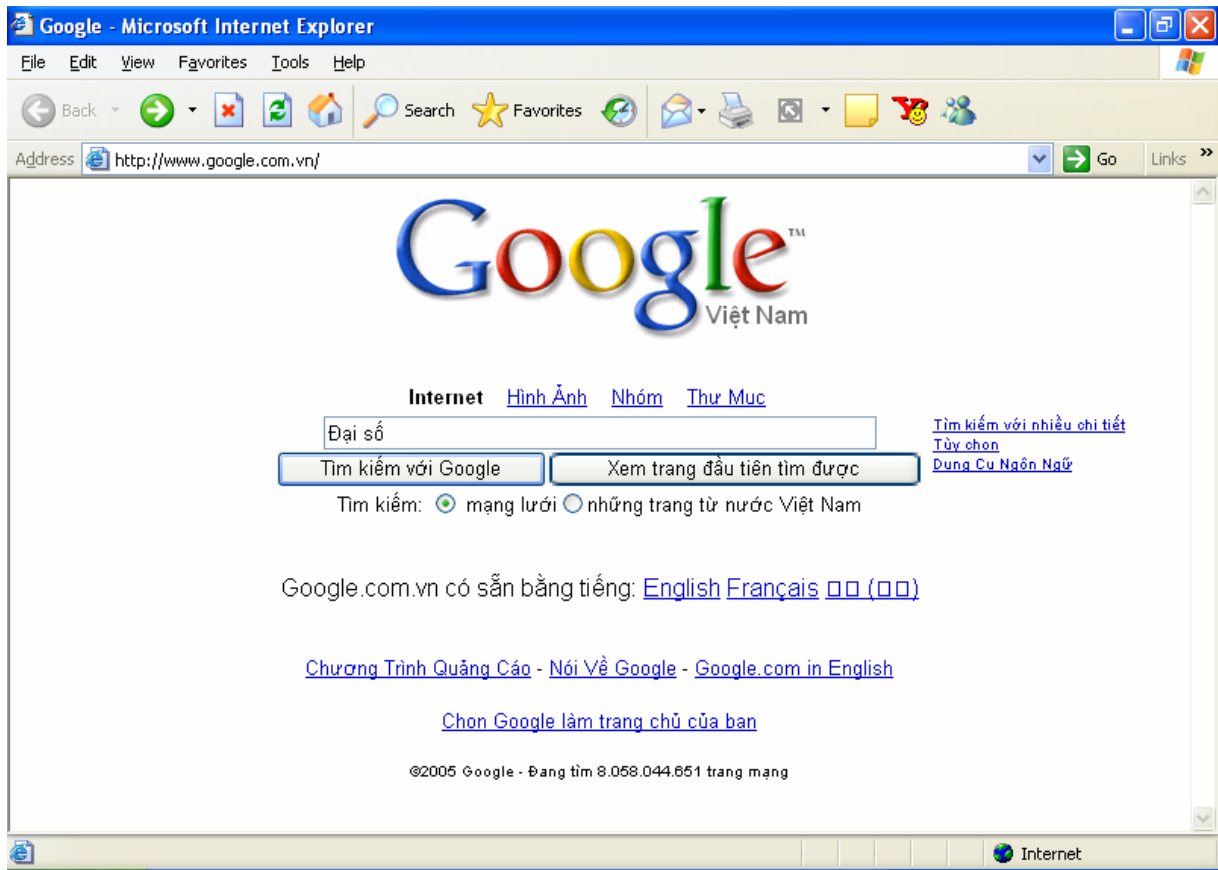 Google - Microsoft Internet Explorer
File Edit View Favorites Tools Help
Back Search Favorites
Address http://www.google.com.vn/ Go Links »
Google™
Việt Nam
Internet Hình Ảnh Nhóm Thư Mục
Đại số
Tìm kiếm với nhiều chi tiết
Tùy chọn
Dụng Cụ Ngôn Ngữ
Tìm kiếm với Google Xem trang đầu tiên tìm được
Tìm kiếm: mạng lưới những trang từ nước Việt Nam
Google.com.vn có sẵn bằng tiếng: English Français □□ (□□)
Chương Trình Quảng Cáo - Nói Về Google - Google.com in English
Chọn Google làm trang chủ của bạn
©2005 Google - Đang tìm 8.058.044.651 trang mạng
Internet